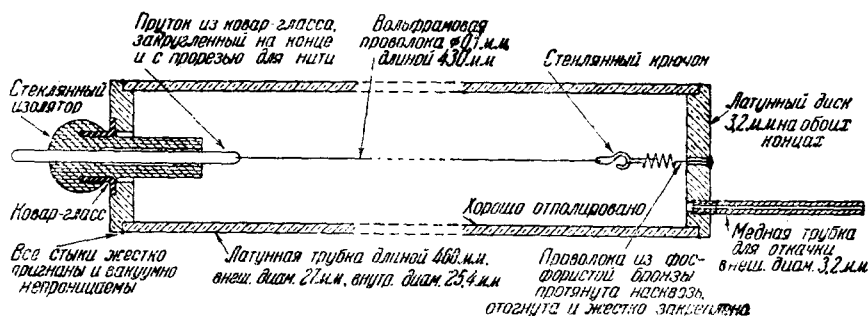 Пруток из ковар-гласса,
закругленный на конце
и с прорезью для нити
Вольфрамовая
проволока ϕ0,1 мм,
длиной 430 мм
Стеклянный крючок
Стеклянный
изолятор
Латунный диск
3,2 мм на обоих
концах
Ковар-гласс
Хорошо отполировано
Все стыки жестко
пригнаны и вакуумно
непроницаемы
Латунная трубка длиной 466 мм,
внеш. диам. 27 мм, внутр. диам. 25,4 мм
Проволока из фос-
фористой бронзы
протянута насквозь,
отогнута и жестко закреплена
Медная трубка
для откачки
внеш. диам. 3,2 мм